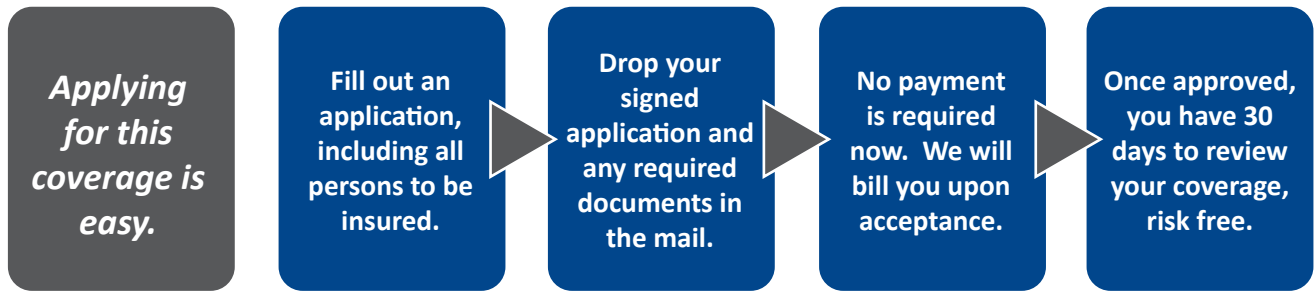 Applying
for this
coverage is
easy.
Fill out an
application,
including all
persons to be
insured.
Drop your
signed
application and
any required
documents in
the mail.
No payment
is required
now.  We will
bill you upon
acceptance.
Once approved,
you have 30
days to review
your coverage,
risk free.